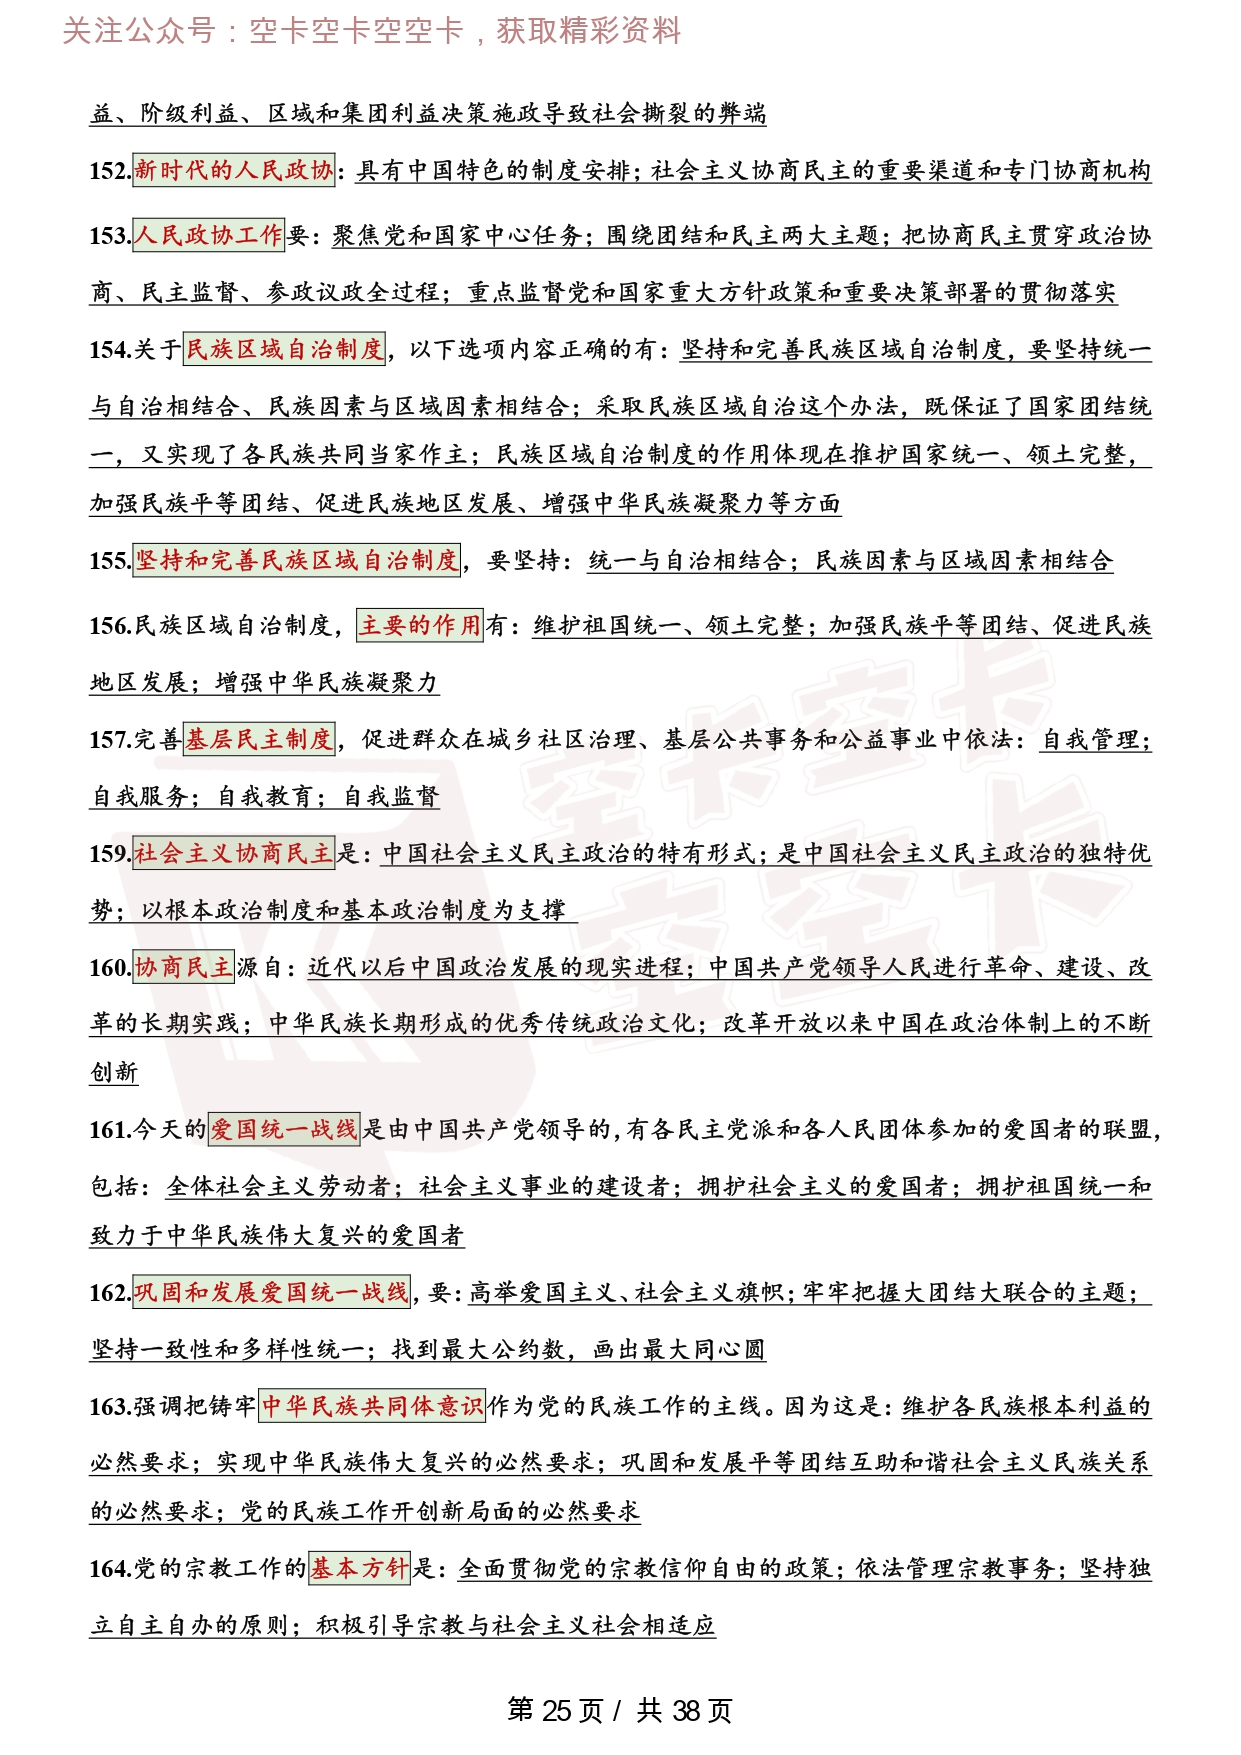 关注公众号：空卡空卡空空卡，获取精彩资料
益、阶级利益、区域和集团利益决策施政导致社会撕裂的弊端
152.新时代的人民政协：具有中国特色的制度安排；社会主义协商民主的重要渠道和专门协商机构
153.人民政协工作要：聚焦党和国家中心任务；围绕团结和民主两大主题；把协商民主贯穿政治协
商、民主监督、参政议政全过程；重点监督党和国家重大方针政策和重要决策部署的贯彻落实
154.关于民族区域自治制度，以下选项内容正确的有：坚持和完善民族区域自治制度，要坚持统一
与自治相结合、民族因素与区域因素相结合；采取民族区域自治这个办法，既保证了国家团结统
一，又实现了各民族共同当家作主；民族区域自治制度的作用体现在推护国家统一、领土完整，
加强民族平等团结、促进民族地区发展、增强中华民族凝聚力等方面
155.坚持和完善民族区域自治制度，要坚持：统一与自治相结合；民族因素与区域因素相结合
156.民族区域自治制度，主要的作用有：维护祖国统一、领土完整；加强民族平等团结、促进民族
地区发展；增强中华民族凝聚力
157.完善基层民主制度，促进群众在城乡社区治理、基层公共事务和公益事业中依法：自我管理；
自我服务；自我教育；自我监督
159.社会主义协商民主是：中国社会主义民主政治的特有形式；是中国社会主义民主政治的独特优
势；以根本政治制度和基本政治制度为支撑
160.协商民主源自：近代以后中国政治发展的现实进程；中国共产党领导人民进行革命、建设、改
革的长期实践；中华民族长期形成的优秀传统政治文化；改革开放以来中国在政治体制上的不断
创新
161.今天的爱国统一战线是由中国共产党领导的，有各民主党派和各人民团体参加的爱国者的联盟，
包括：全体社会主义劳动者；社会主义事业的建设者；拥护社会主义的爱国者；拥护祖国统一和
致力于中华民族伟大复兴的爱国者
162.巩固和发展爱国统一战线，要：高举爱国主义、社会主义旗帜；牢牢把握大团结大联合的主题；
坚持一致性和多样性统一；找到最大公约数，画出最大同心圆
163.强调把铸牢中华民族共同体意识作为党的民族工作的主线。因为这是：维护各民族根本利益的
必然要求；实现中华民族伟大复兴的必然要求；巩固和发展平等团结互助和谐社会主义民族关系
的必然要求；党的民族工作开创新局面的必然要求
164.党的宗教工作的基本方针是：全面贯彻党的宗教信仰自由的政策；依法管理宗教事务；坚持独
立自主自办的原则；积极引导宗教与社会主义社会相适应
空卡空卡
空空卡
第 25 页 / 共 38 页